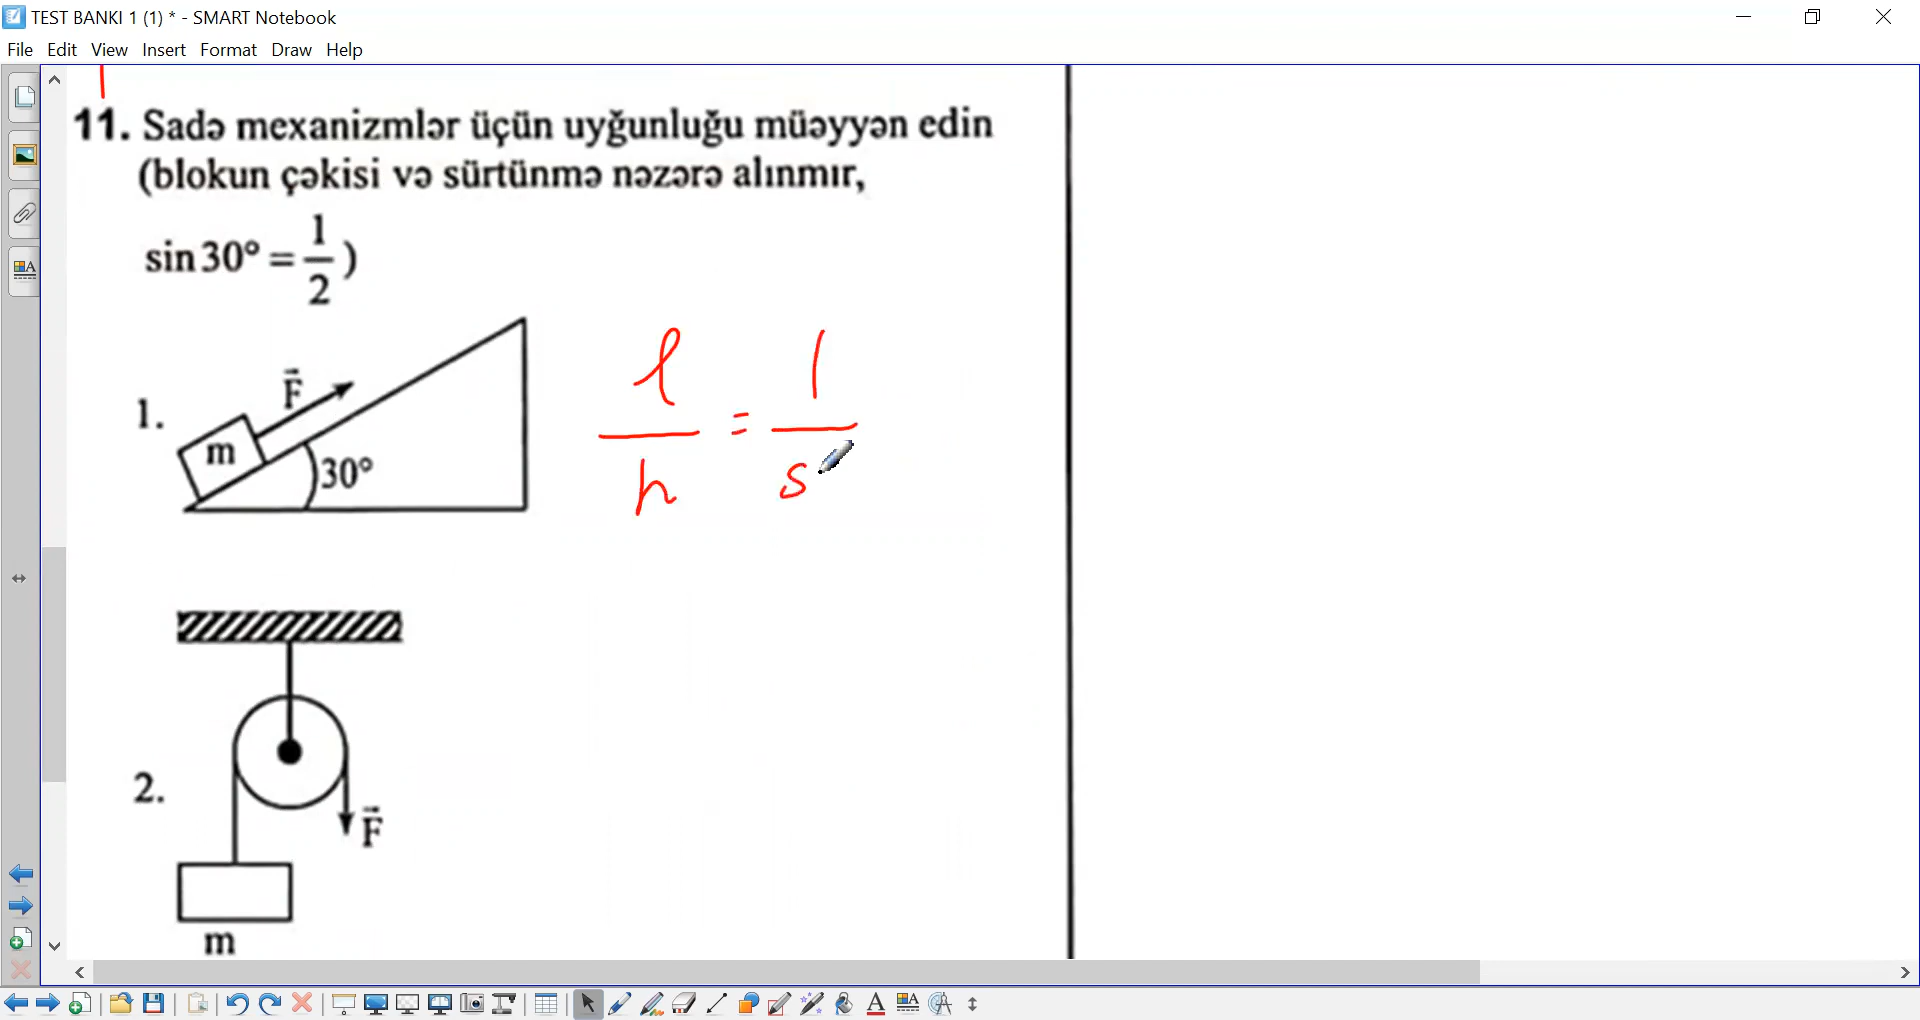 TEST BANKI 1 (1) * - SMART Notebook
File Edit View Insert Format Draw Help
11. Sadə mexanizmlər üçün uyğunluğu müəyyən edin
(blokun çəkisi və sürtünmə nəzərə alınmır,
sin 30° = 1/2 )
1.
F
m
30°
l/h = 1/s
2.
F
m